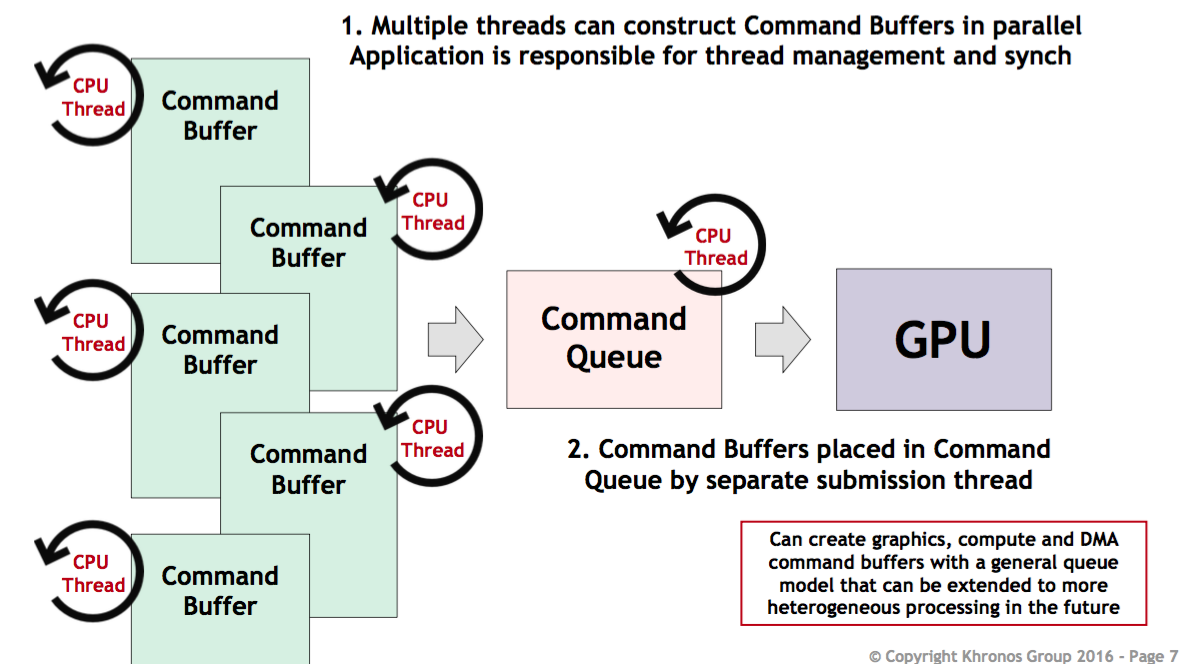 1. Multiple threads can construct Command Buffers in parallel
Application is responsible for thread management and synch
CPU
Thread
Command
Buffer
CPU
Thread
Command
Buffer
CPU
Thread
Command
Buffer
CPU
Thread
Command
Buffer
CPU
Thread
Command
Buffer
CPU
Thread
Command
Queue
GPU
2. Command Buffers placed in Command
Queue by separate submission thread
Can create graphics, compute and DMA
command buffers with a general queue
model that can be extended to more
heterogeneous processing in the future
© Copyright Khronos Group 2016 - Page 7